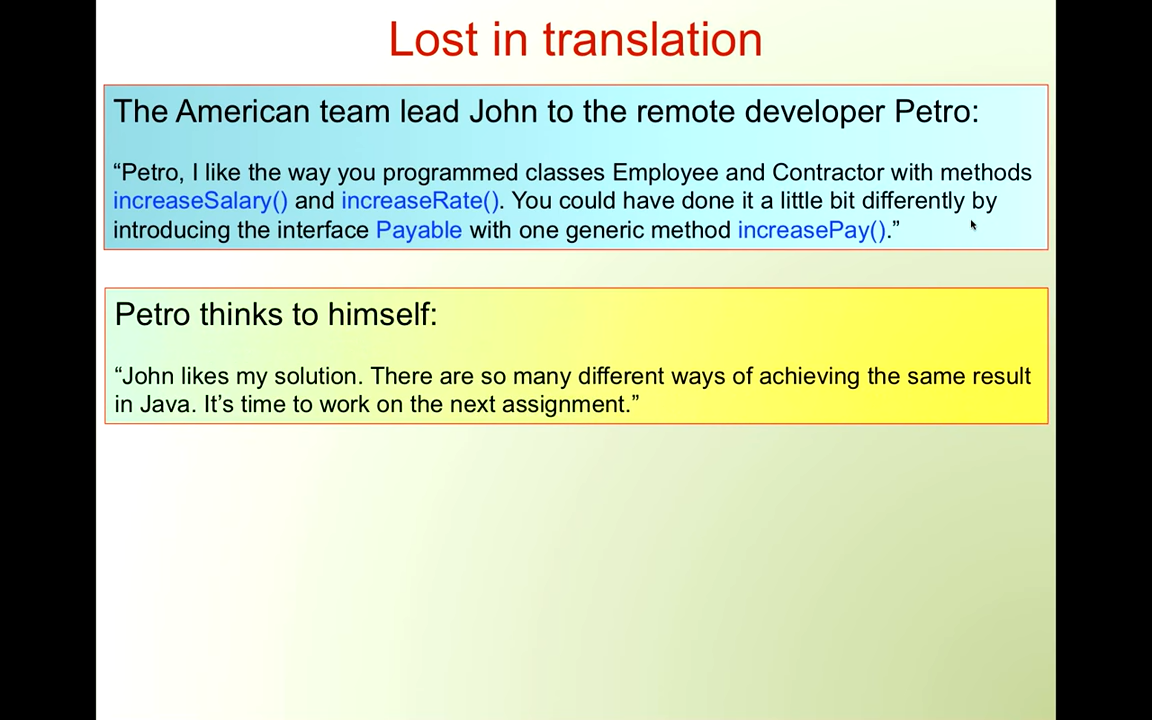 Lost in translation
The American team lead John to the remote developer Petro:
“Petro, I like the way you programmed classes Employee and Contractor with methods
increaseSalary() and increaseRate(). You could have done it a little bit differently by
introducing the interface Payable with one generic method increasePay().”
Petro thinks to himself:
“John likes my solution. There are so many different ways of achieving the same result
in Java. It’s time to work on the next assignment.”